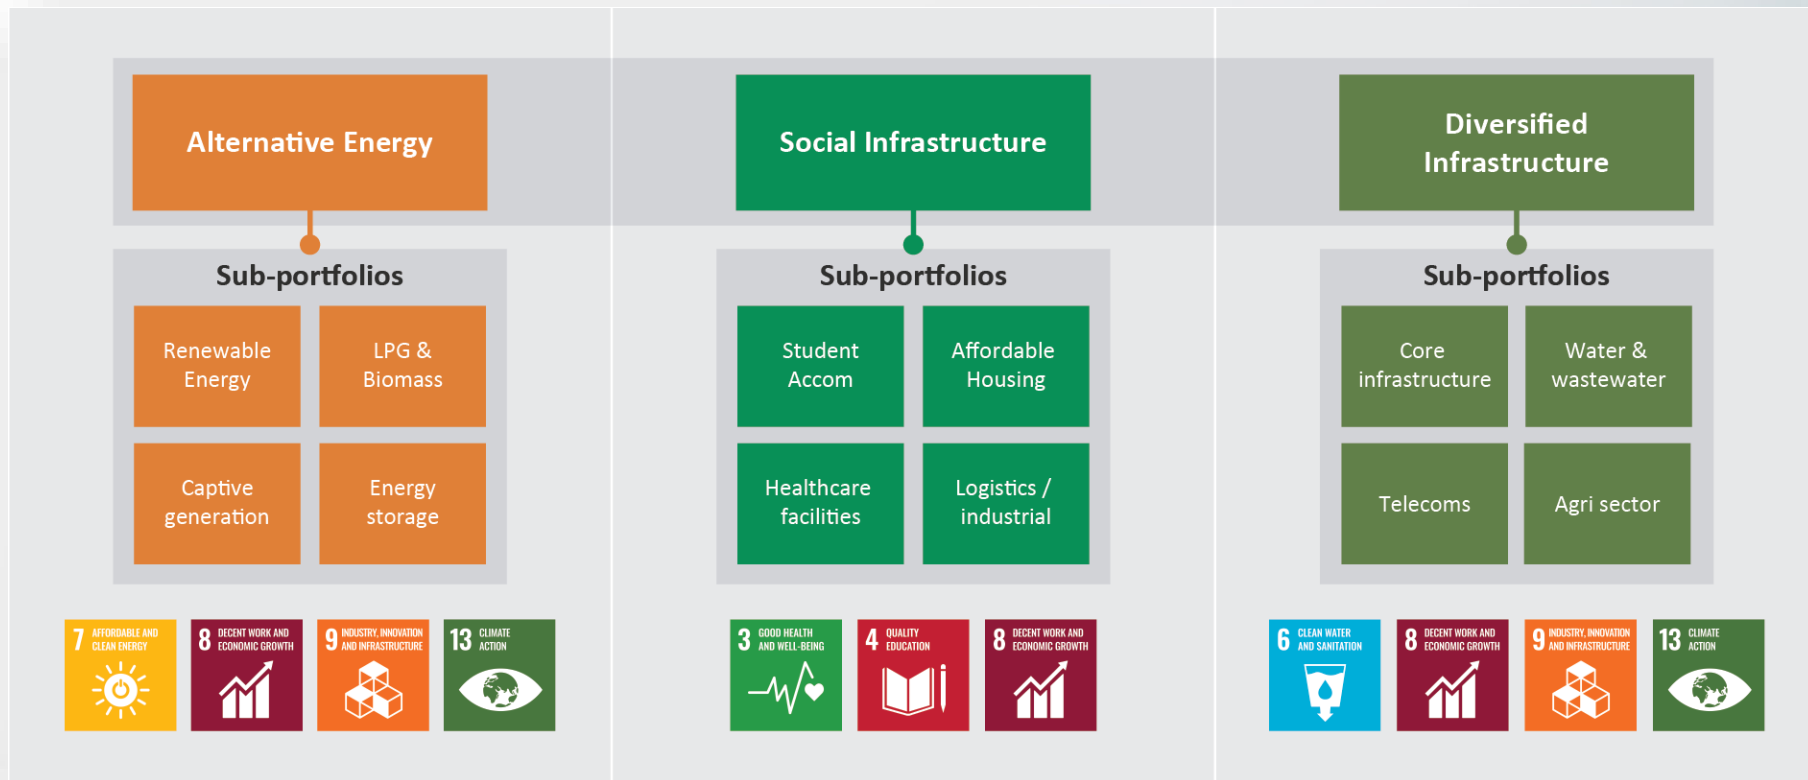 Alternative Energy
Social Infrastructure
Diversified
Infrastructure
Sub-portfolios
Renewable
Energy
LPG &
Biomass
Captive
generation
Energy
storage
Sub-portfolios
Student
Accom
Affordable
Housing
Healthcare
facilities
Logistics /
industrial
Sub-portfolios
Core
infrastructure
Water &
wastewater
Telecoms
Agri sector
7 AFFORDABLE AND
CLEAN ENERGY
8 DECENT WORK AND
ECONOMIC GROWTH
9 INDUSTRY, INNOVATION
AND INFRASTRUCTURE
13 CLIMATE
ACTION
3 GOOD HEALTH
AND WELL-BEING
4 QUALITY
EDUCATION
8 DECENT WORK AND
ECONOMIC GROWTH
6 CLEAN WATER
AND SANITATION
8 DECENT WORK AND
ECONOMIC GROWTH
9 INDUSTRY, INNOVATION
AND INFRASTRUCTURE
13 CLIMATE
ACTION